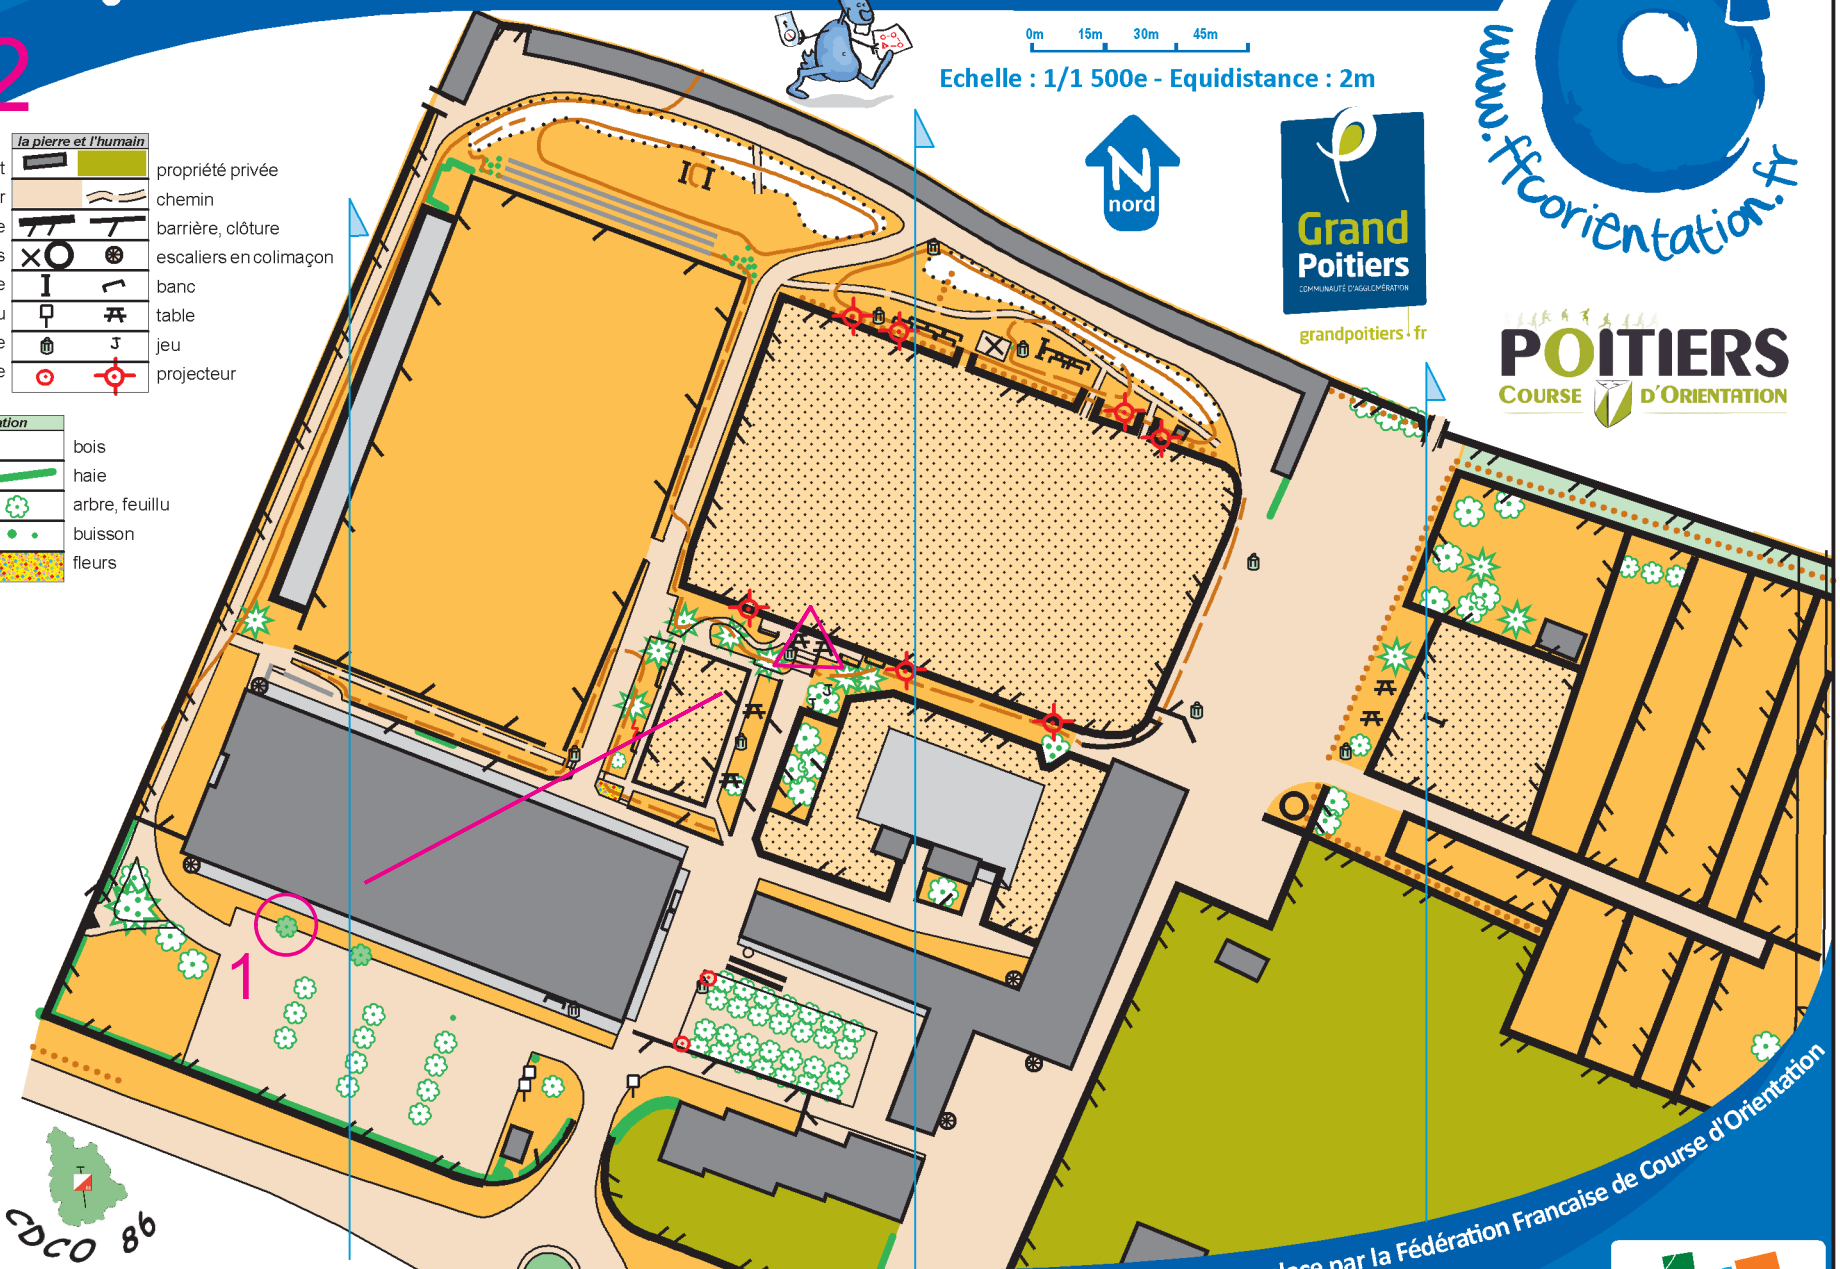 2
0m 15m 30m 45m
Echelle : 1/1 500e - Equidistance : 2m
www.ffcorientation.fr
N
nord
Grand
Poitiers
COMMUNAUTÉ D'AGGLOMÉRATION
grandpoitiers.fr
POITIERS
COURSE D'ORIENTATION
la pierre et l'humain
propriété privée
chemin
barrière, clôture
escaliers en colimaçon
banc
table
J jeu
projecteur
bois
haie
arbre, feuillu
buisson
fleurs
J
1
CDCO 86
par la Fédération Francaise de Course d'Orientation